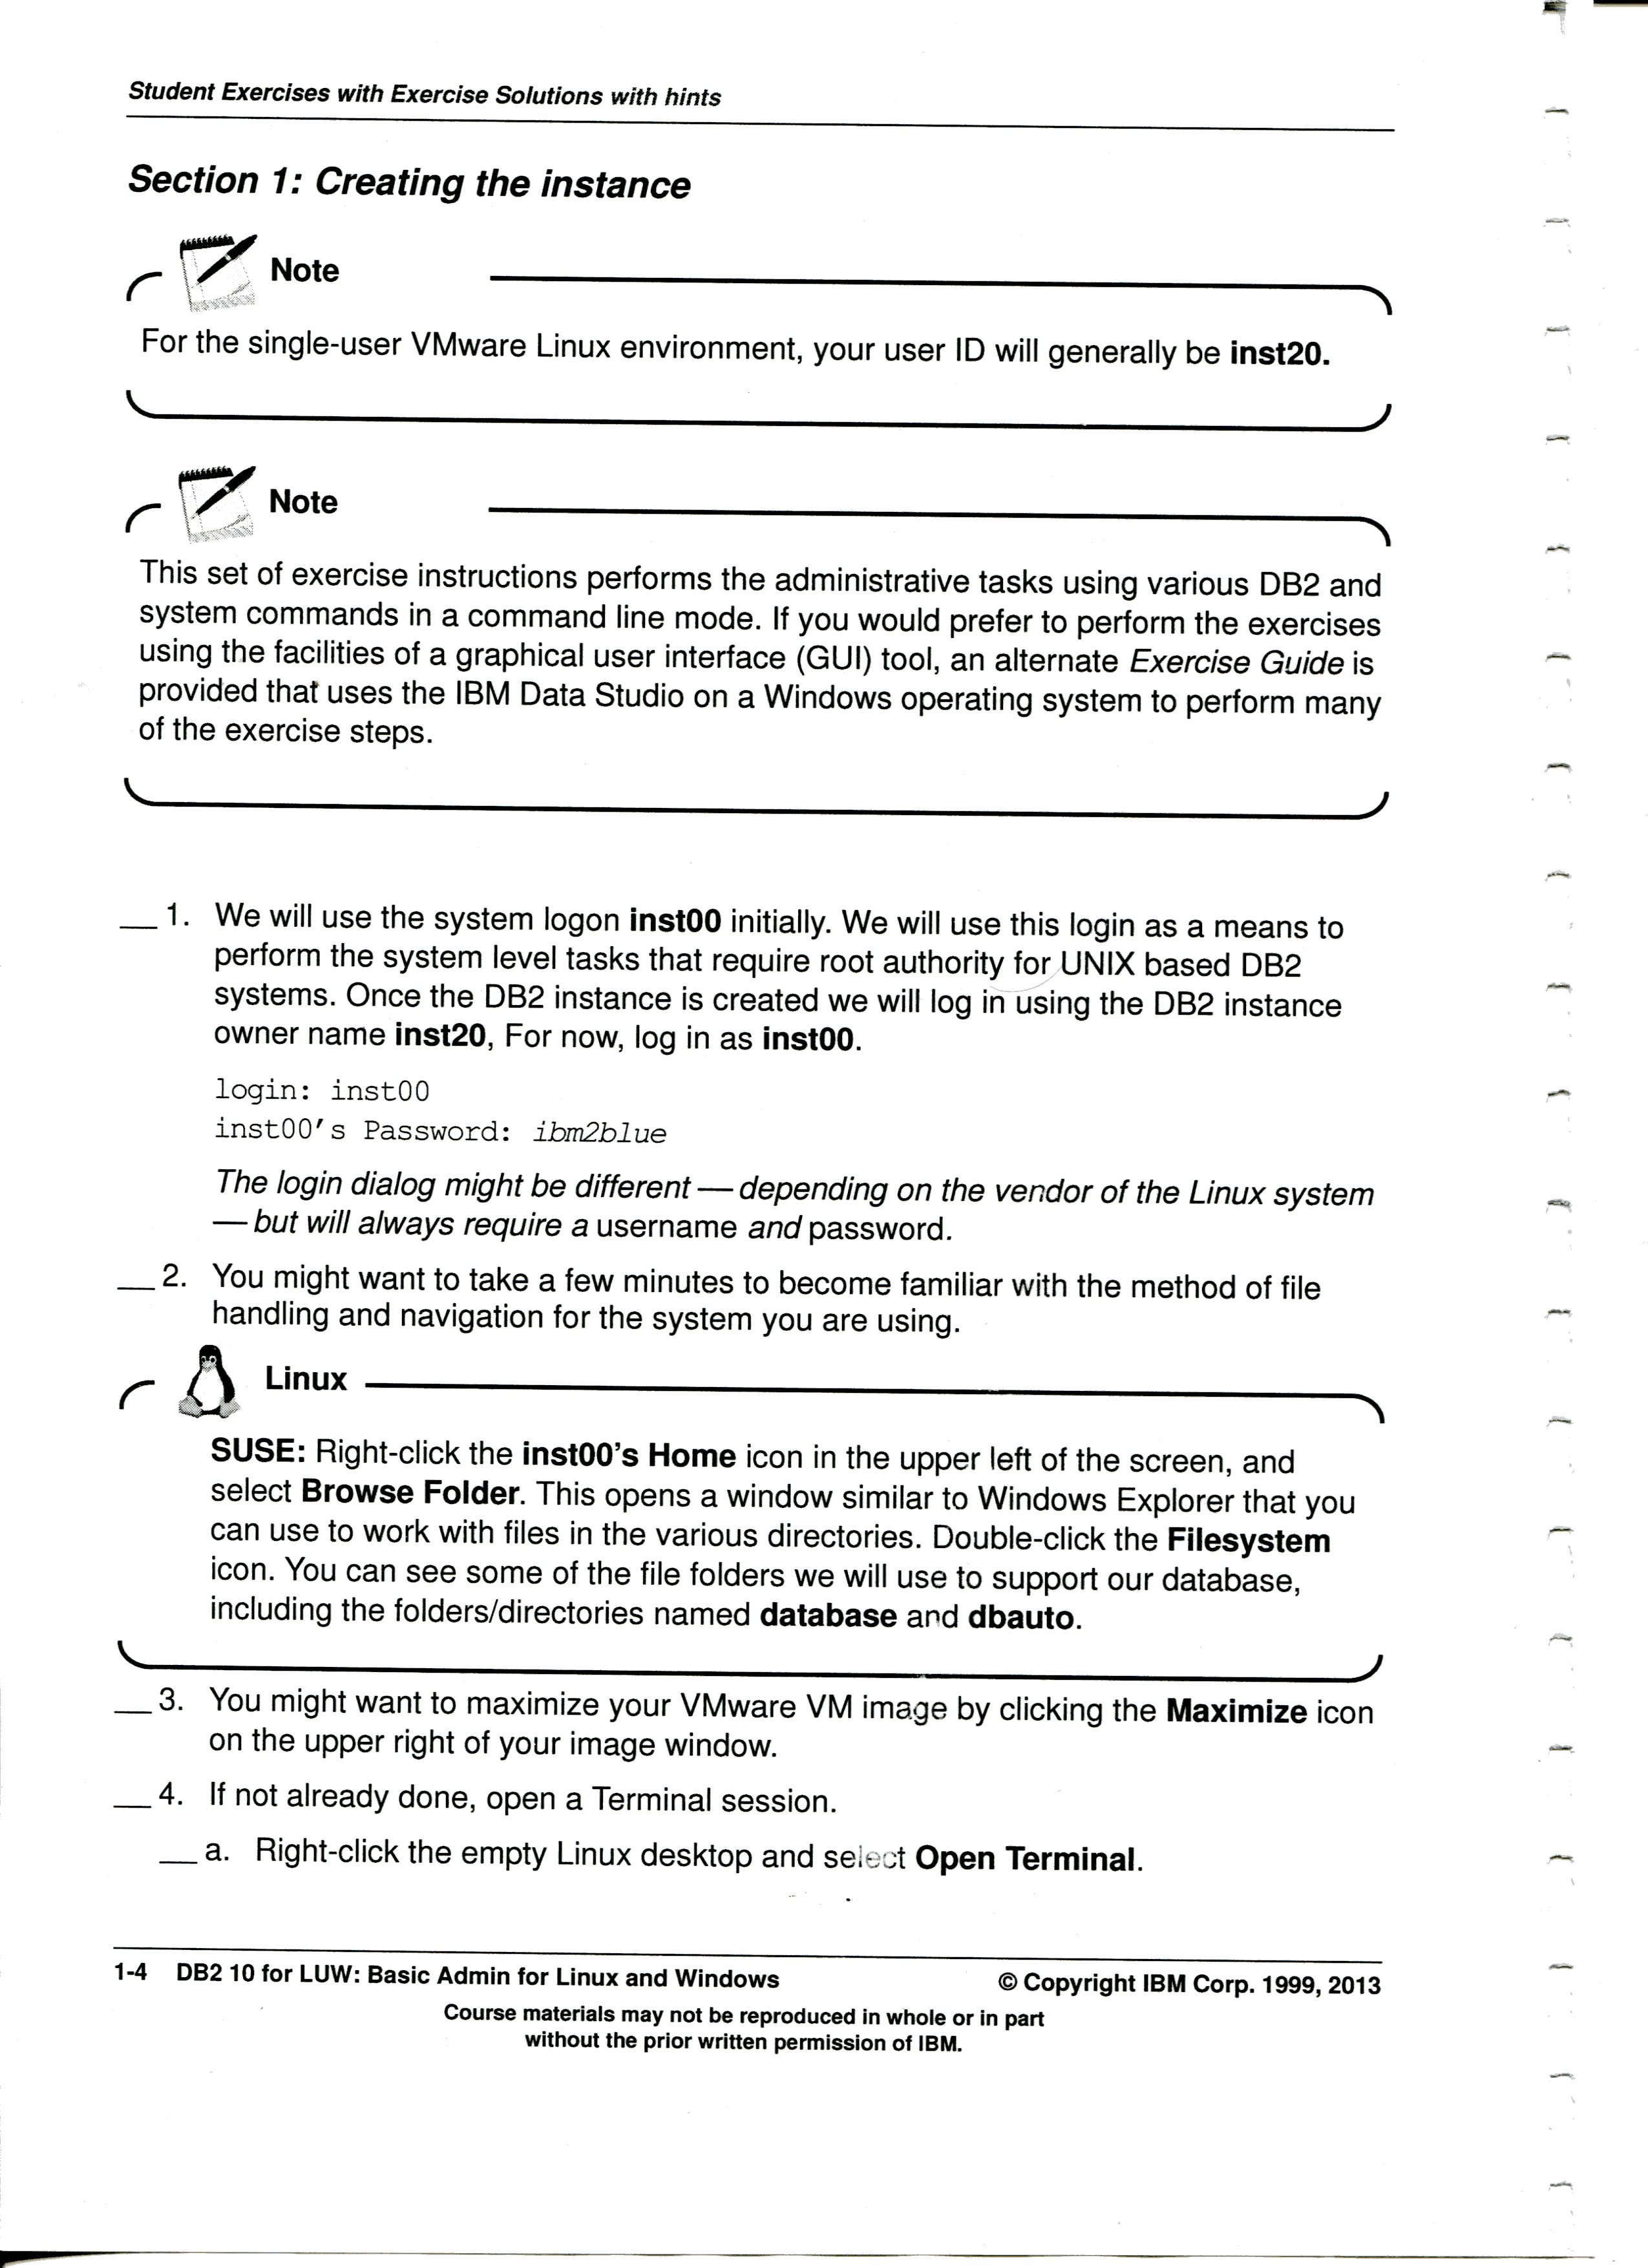 Student Exercises with Exercise Solutions with hints
Section 1: Creating the instance
Note
For the single-user VMware Linux environment, your user ID will generally be inst20.
Note
This set of exercise instructions performs the administrative tasks using various DB2 and
system commands in a command line mode. If you would prefer to perform the exercises
using the facilities of a graphical user interface (GUI) tool, an alternate Exercise Guide is
provided that uses the IBM Data Studio on a Windows operating system to perform many
of the exercise steps.
__ 1. We will use the system logon inst00 initially. We will use this login as a means to
perform the system level tasks that require root authority for UNIX based DB2
systems. Once the DB2 instance is created we will log in using the DB2 instance
owner name inst20, For now, log in as inst00.
login: inst00
inst00's Password: ibm2blue
The login dialog might be different — depending on the vendor of the Linux system
— but will always require a username and password.
__ 2. You might want to take a few minutes to become familiar with the method of file
handling and navigation for the system you are using.
Linux
SUSE: Right-click the inst00's Home icon in the upper left of the screen, and
select Browse Folder. This opens a window similar to Windows Explorer that you
can use to work with files in the various directories. Double-click the Filesystem
icon. You can see some of the file folders we will use to support our database,
including the folders/directories named database and dbauto.
__ 3. You might want to maximize your VMware VM image by clicking the Maximize icon
on the upper right of your image window.
__ 4. If not already done, open a Terminal session.
__ a. Right-click the empty Linux desktop and select Open Terminal.
1-4 DB2 10 for LUW: Basic Admin for Linux and Windows © Copyright IBM Corp. 1999, 2013
Course materials may not be reproduced in whole or in part
without the prior written permission of IBM.